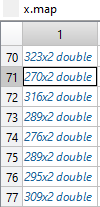 x.map
1
70 323x2 double
71 270x2 double
72 316x2 double
73 289x2 double
74 276x2 double
75 289x2 double
76 295x2 double
77 309x2 double